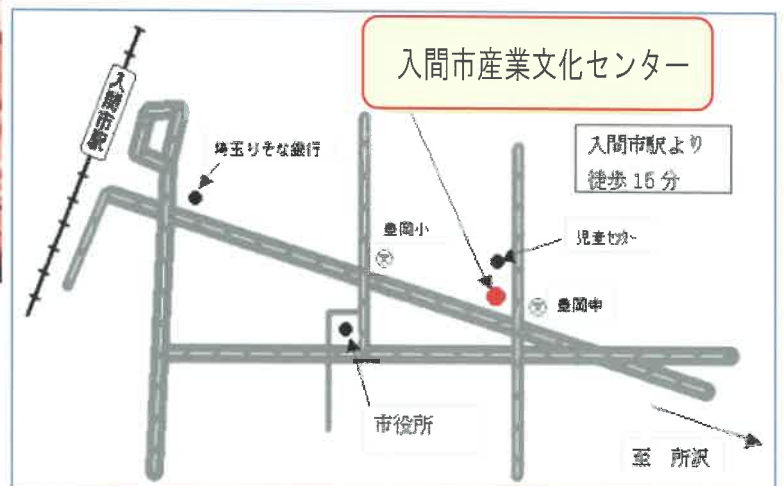 入間市産業文化センター
入間市駅
埼玉りそな銀行
入間市駅より
徒歩15分
豊岡小
文
児童センター
文
豊岡中
市役所
至 所沢